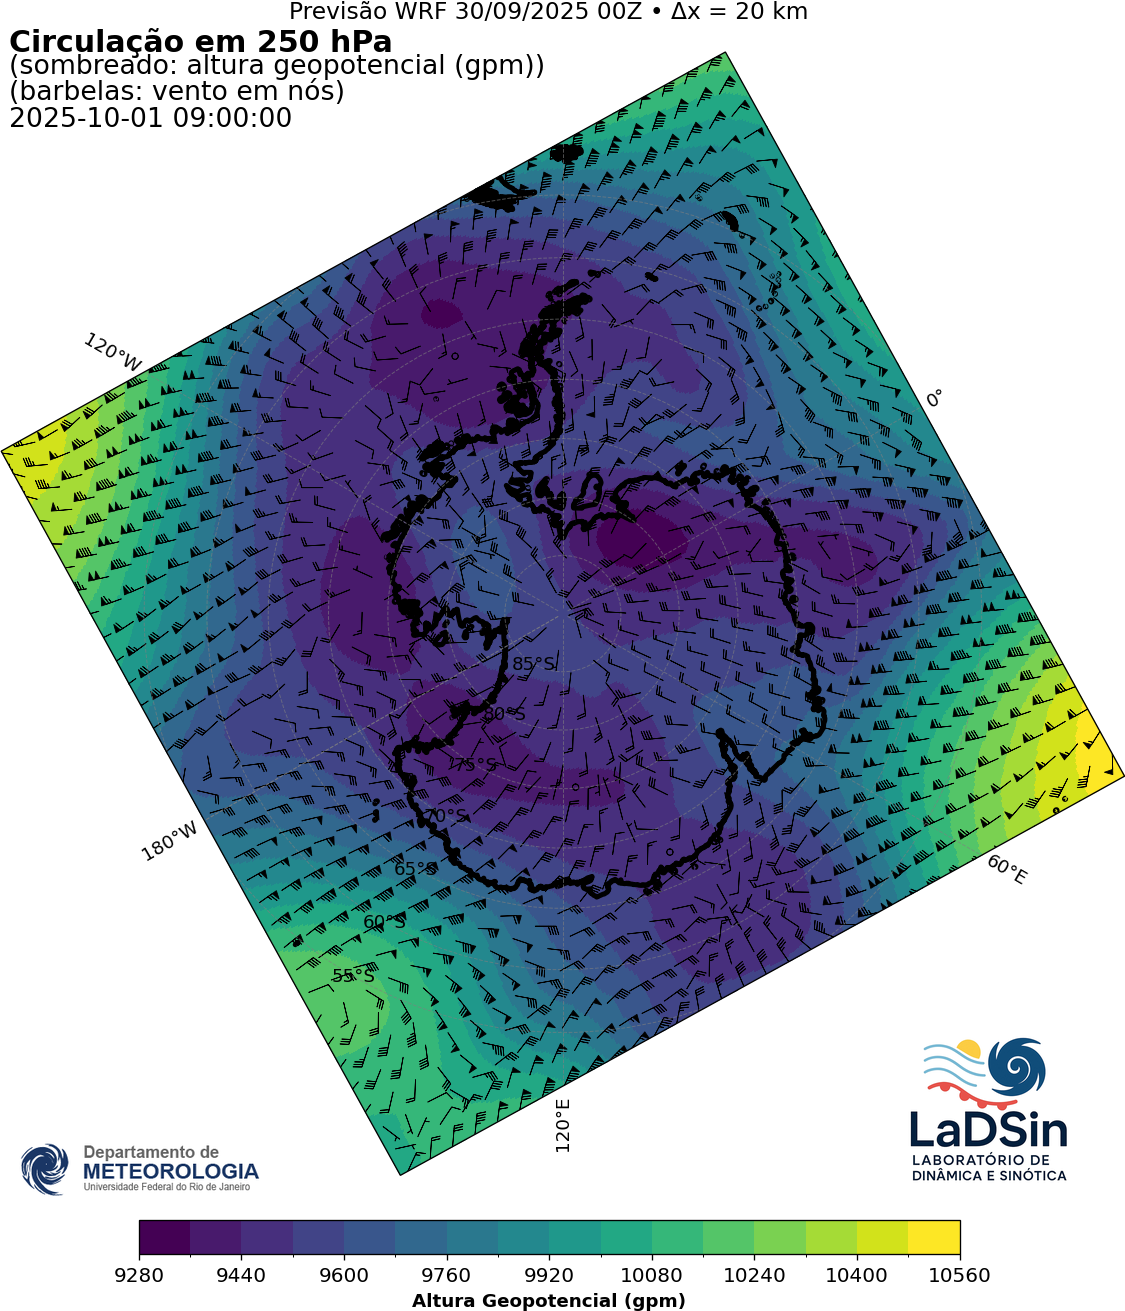 Previsão WRF 30/09/2025 00Z • Δx = 20 km
Circulação em 250 hPa
(sombreado: altura geopotencial (gpm))
(barbelas: vento em nós)
2025-10-01 09:00:00
120°W
0°
85°S
80°S
75°S
70°S
180°W
65°S
60°E
60°S
55°S
120°E
LaDSin
LABORATÓRIO DE
DINÂMICA E SINÓTICA
Departamento de
METEOROLOGIA
Universidade Federal do Rio de Janeiro
9280 9440 9600 9760 9920 10080 10240 10400 10560
Altura Geopotencial (gpm)